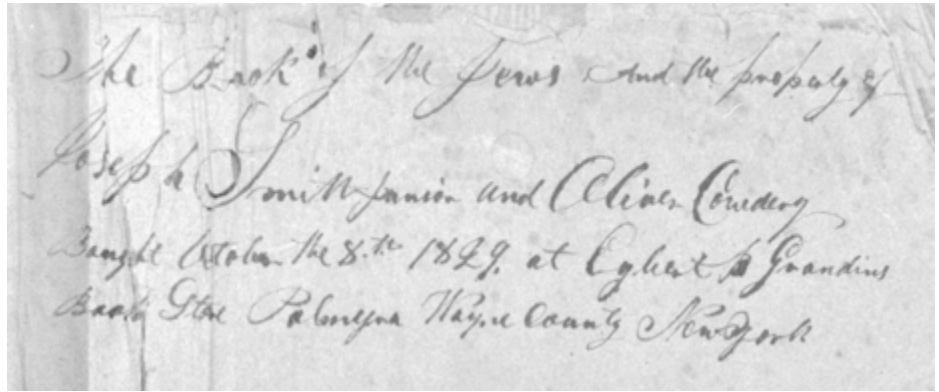 The Book of the Jews And the property of
Joseph Smith Junior and Oliver Cowdery
Bought October the 8th 1829. at Egbert B Grandins
Book Store Palmyra Wayne County New York